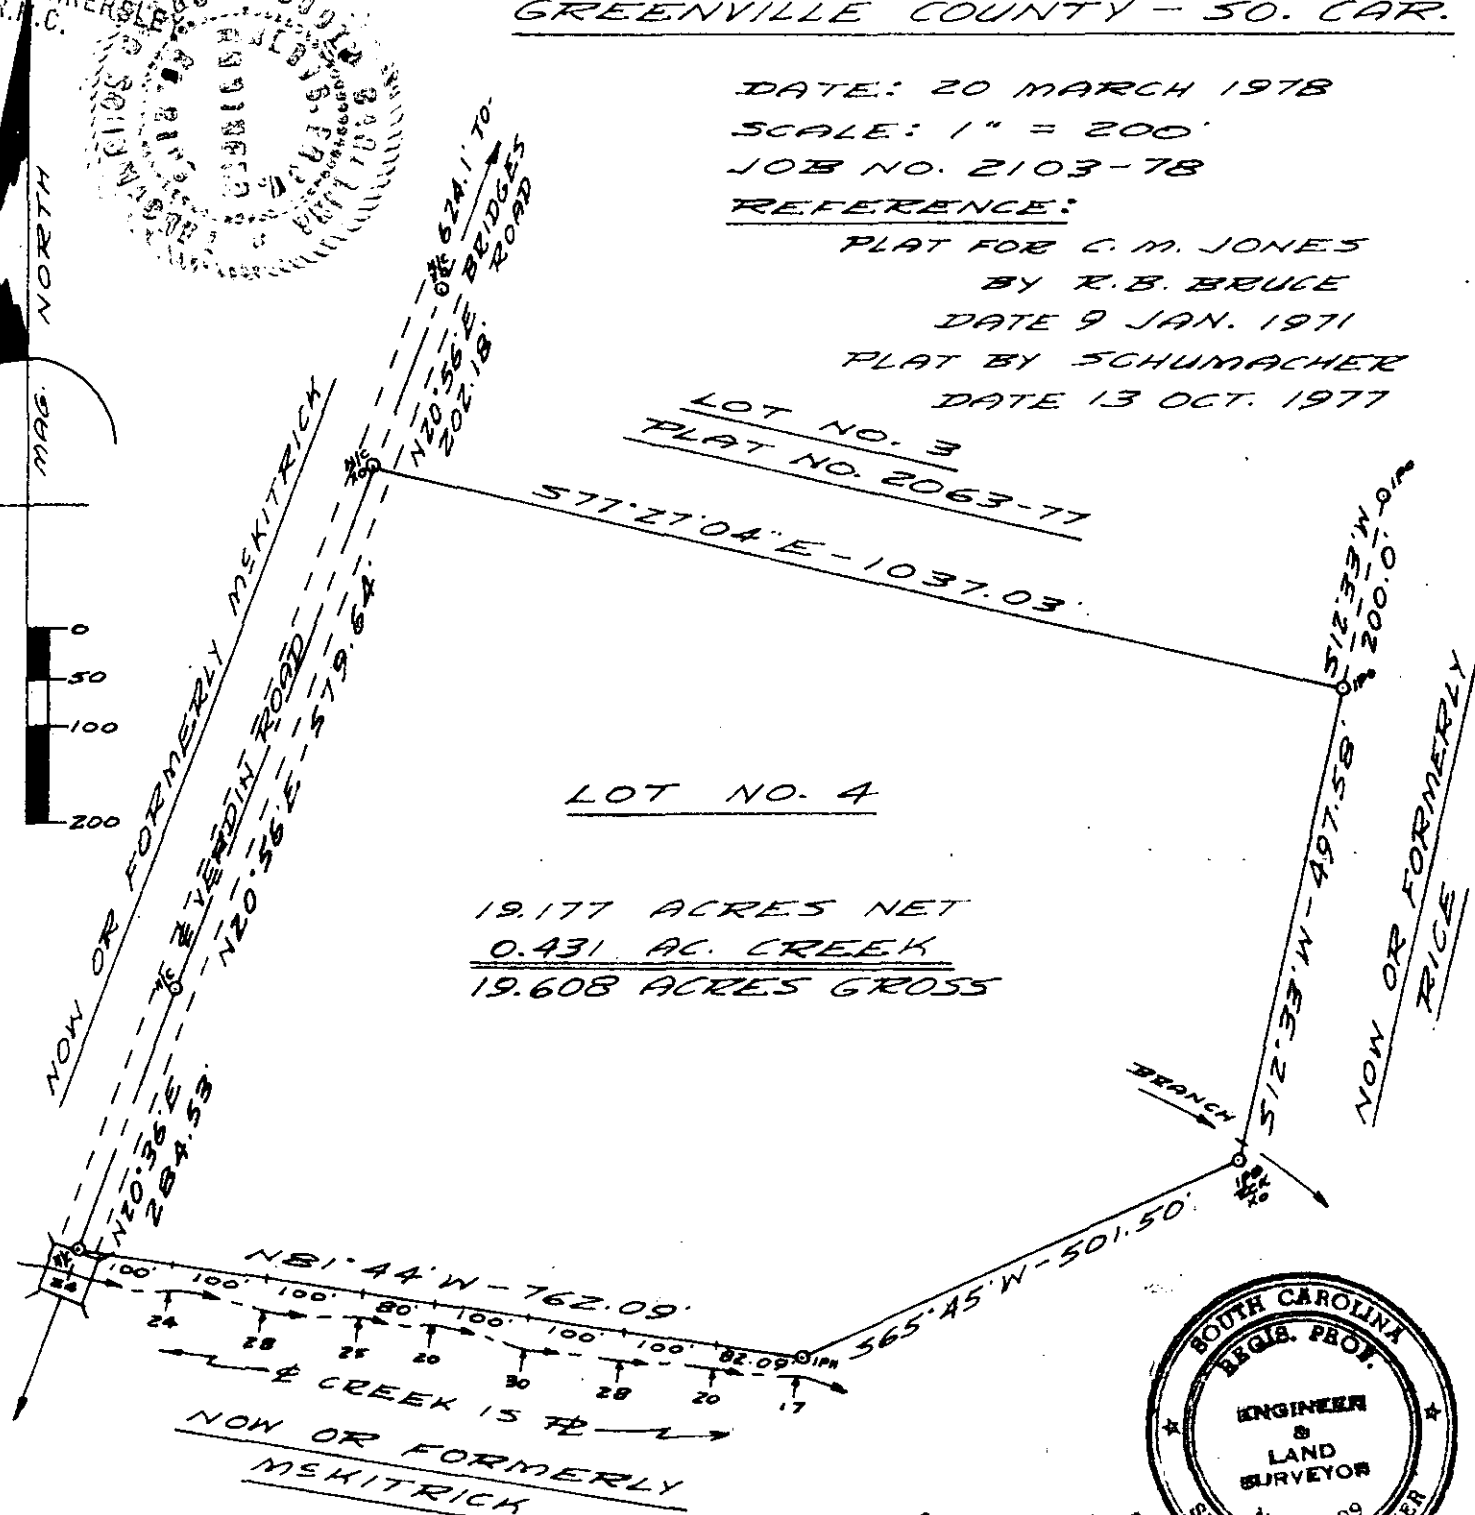 GREENVILLE COUNTY - SO. CAR.
DATE: 20 MARCH 1978
SCALE: 1" = 200'
JOB NO. 2103-78
REFERENCE:
PLAT FOR C. M. JONES
BY R. B. BRUCE
DATE 9 JAN. 1971
PLAT BY SCHUMACHER
DATE 13 OCT. 1977
NORTH
MAG.
624.1' TO
BRIDGES
ROAD
N20°56'E
202.18'
LOT NO. 3
PLAT NO. 2063-77
S77°27'04"E - 1037.03'
IPO
S12°33'W
200.0'
IPO
NOW OR FORMERLY MCKITRICK
0
50
100
200
℄ VERDIN ROAD
N20°56'E - 579.64'
LOT NO. 4
19.177 ACRES NET
0.431 AC. CREEK
19.608 ACRES GROSS
S12°33'W - 497.58'
NOW OR FORMERLY
RICE
BRANCH
N20°36'E
284.53'
N81°44'W - 762.09'
100' 100' 100' 80' 100' 100' 100' 82.09'
IPN
S65°45'W - 501.50'
24 28 25 20 30 28 20 17
℄ CREEK IS ⅊
NOW OR FORMERLY
MCKITRICK
SOUTH CAROLINA
REGIS. PROF.
ENGINEER
&
LAND
SURVEYOR